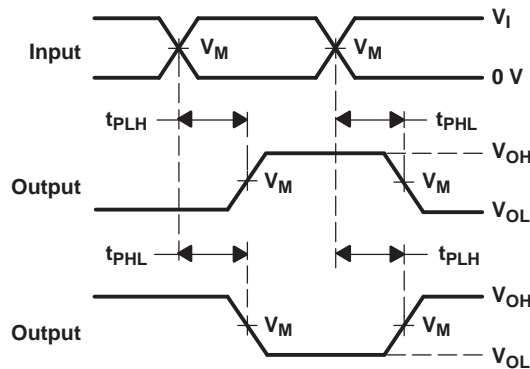 V_I
Input V_M V_M
0 V
t_PLH t_PHL
V_OH
Output V_M V_M
V_OL
t_PHL t_PLH
V_OH
Output V_M V_M
V_OL